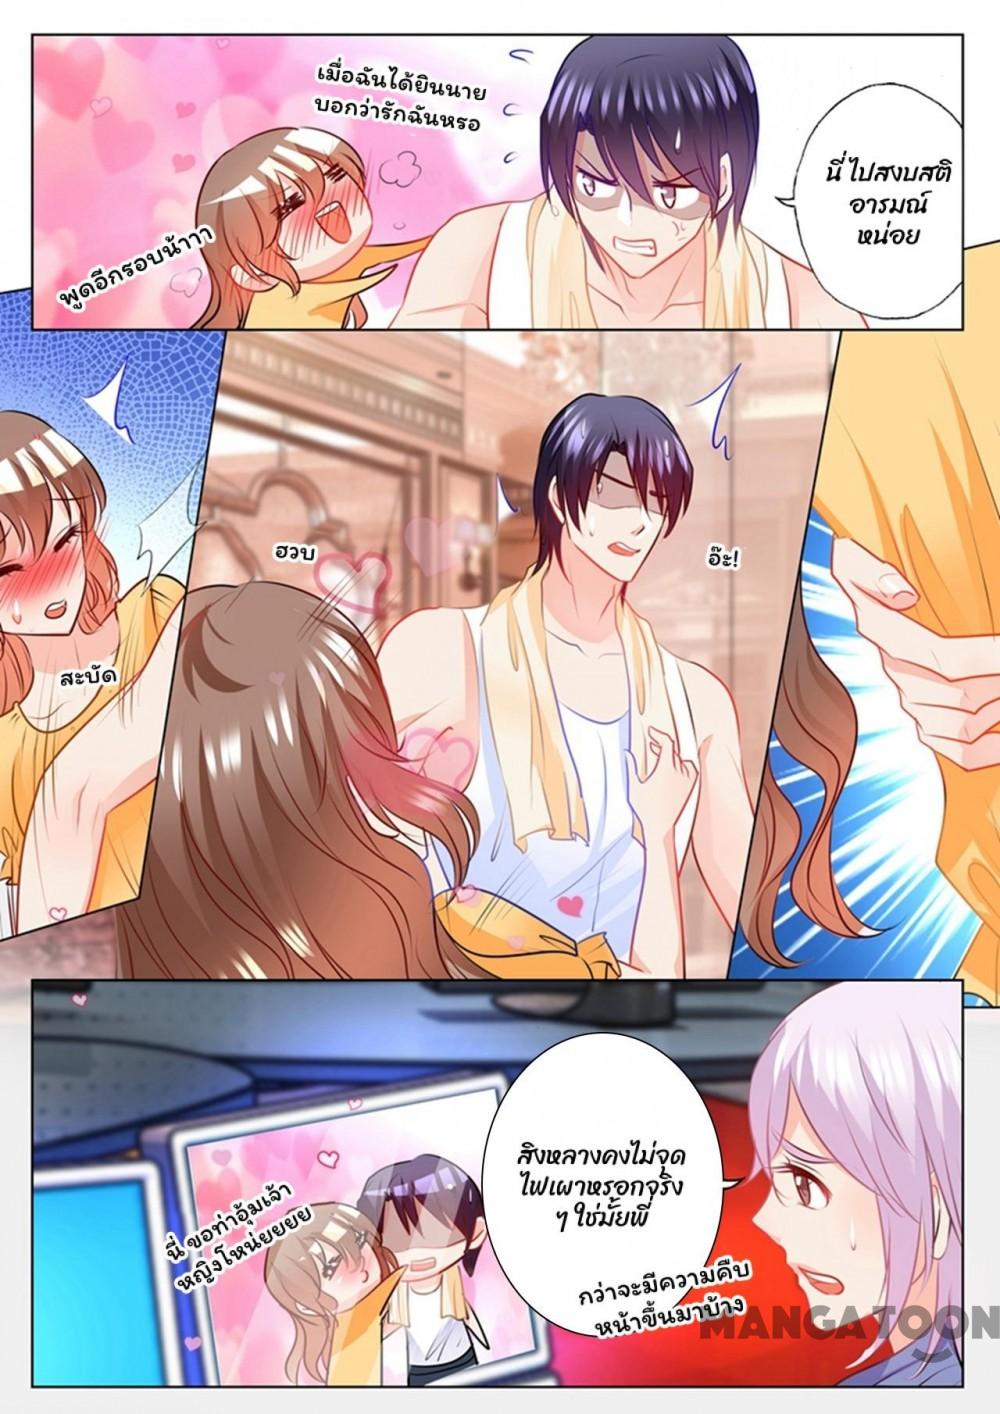 เมื่อฉันได้ยินนาย
บอกว่ารักฉันหรอ
พูดอีกรอบน้าาา
นี่ ไปสงบสติ
อารมณ์
หน่อย
ฮวบ
อ๊ะ!
สะบัด
สิงหลางคงไม่จุด
ไฟเผาหรอกจริง
ๆ ใช่มั้ยพี่
นี่ ขอท่าอุ้มเจ้า
หญิงโหน่ยยยย
กว่าจะมีความคืบ
หน้าขึ้นมาบ้าง
MANGATOON